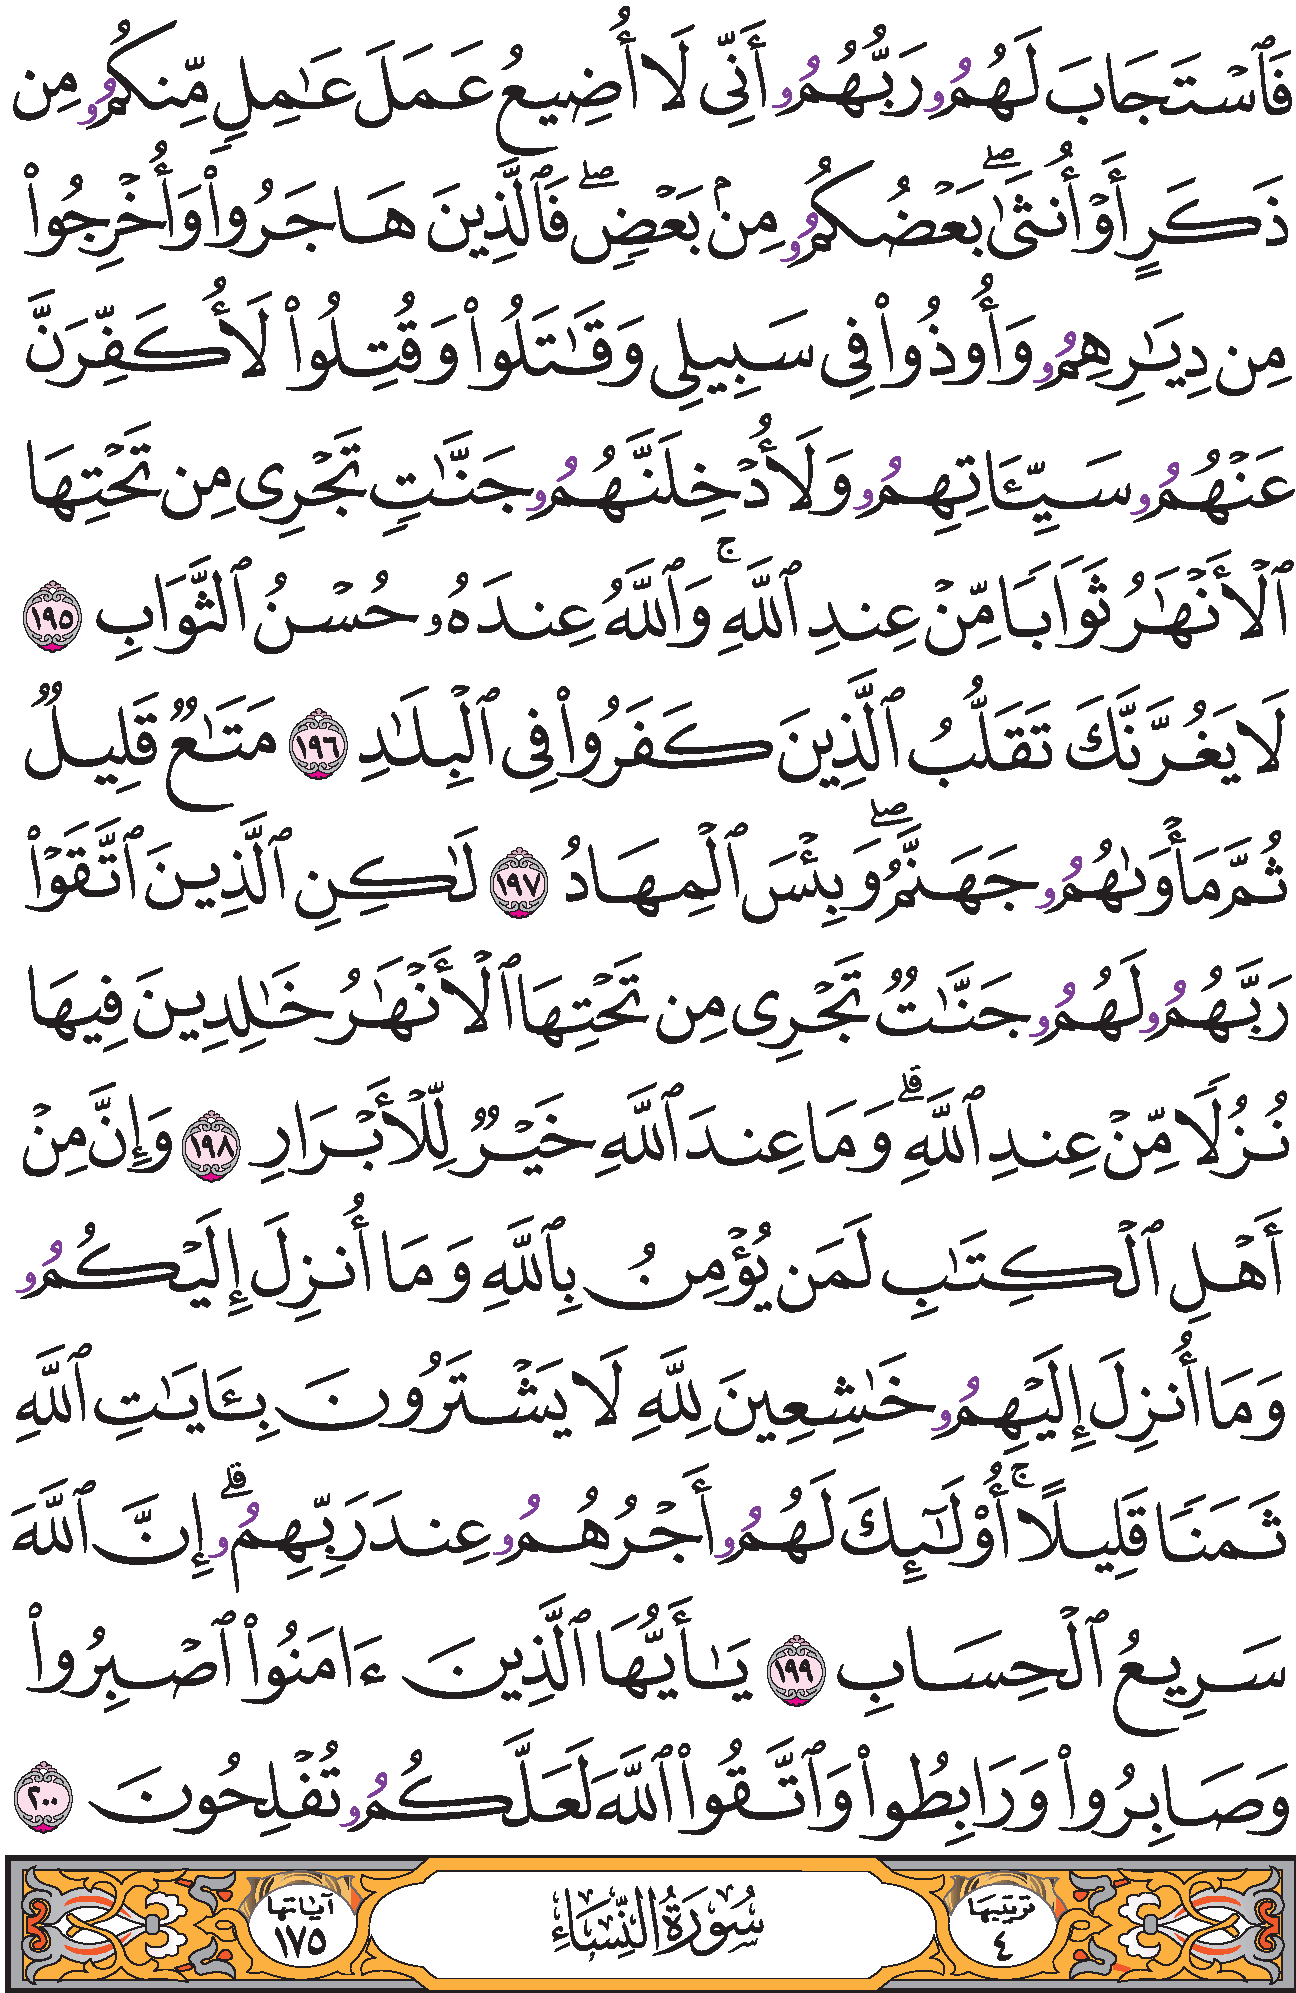 فَٱسۡتَجَابَ لَهُمُۥ رَبُّهُمُۥ أَنِّي لَا أُضِيعُ عَمَلَ عَٰمِلٖ مِّنكُمُۥ مِن
ذَكَرٍ أَوۡ أُنثَىٰۖ بَعۡضُكُمُۥ مِنۢ بَعۡضٖۖ فَٱلَّذِينَ هَاجَرُواْ وَأُخۡرِجُواْ
مِن دِيَٰرِهِمُۥ وَأُوذُواْ فِي سَبِيلِي وَقَٰتَلُواْ وَقُتِلُواْ لَأُكَفِّرَنَّ
عَنۡهُمُۥ سَيِّـَٔاتِهِمُۥ وَلَأُدۡخِلَنَّهُمُۥ جَنَّٰتٖ تَجۡرِي مِن تَحۡتِهَا
ٱلۡأَنۡهَٰرُ ثَوَابٗا مِّنۡ عِندِ ٱللَّهِۚ وَٱللَّهُ عِندَهُۥ حُسۡنُ ٱلثَّوَابِ ١٩٥
لَا يَغُرَّنَّكَ تَقَلُّبُ ٱلَّذِينَ كَفَرُواْ فِي ٱلۡبِلَٰدِ ١٩٦ مَتَٰعٞ قَلِيلٞ
ثُمَّ مَأۡوَىٰهُمُۥ جَهَنَّمُۖ وَبِئۡسَ ٱلۡمِهَادُ ١٩٧ لَٰكِنِ ٱلَّذِينَ ٱتَّقَوۡاْ
رَبَّهُمُۥ لَهُمُۥ جَنَّٰتٞ تَجۡرِي مِن تَحۡتِهَا ٱلۡأَنۡهَٰرُ خَٰلِدِينَ فِيهَا
نُزُلٗا مِّنۡ عِندِ ٱللَّهِۗ وَمَا عِندَ ٱللَّهِ خَيۡرٞ لِّلۡأَبۡرَارِ ١٩٨ وَإِنَّ مِنۡ
أَهۡلِ ٱلۡكِتَٰبِ لَمَن يُؤۡمِنُ بِٱللَّهِ وَمَا أُنزِلَ إِلَيۡكُمُۥ
وَمَا أُنزِلَ إِلَيۡهِمُۥ خَٰشِعِينَ لِلَّهِ لَا يَشۡتَرُونَ بِـَٔايَٰتِ ٱللَّهِ
ثَمَنٗا قَلِيلًاۚ أُوْلَٰٓئِكَ لَهُمُۥ أَجۡرُهُمُۥ عِندَ رَبِّهِمُۥۗ إِنَّ ٱللَّهَ
سَرِيعُ ٱلۡحِسَابِ ١٩٩ يَٰأَيُّهَا ٱلَّذِينَ ءَامَنُواْ ٱصۡبِرُواْ
وَصَابِرُواْ وَرَابِطُواْ وَٱتَّقُواْ ٱللَّهَ لَعَلَّكُمُۥ تُفۡلِحُونَ ٢٠٠
ترتيبها ٤ سُورَةُ النِّسَاءِ آياتها ١٧٥